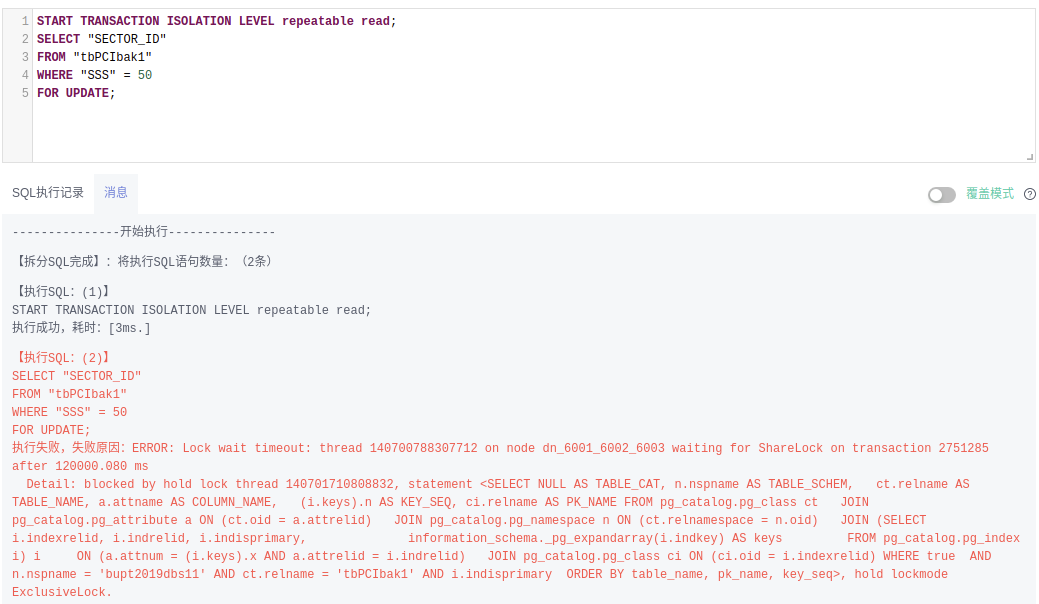 1 START TRANSACTION ISOLATION LEVEL repeatable read;
2 SELECT "SECTOR_ID"
3 FROM "tbPCIbak1"
4 WHERE "SSS" = 50
5 FOR UPDATE;
SQL执行记录 消息 覆盖模式 ?
---------------开始执行---------------
【拆分SQL完成】：将执行SQL语句数量：（2条）
【执行SQL：(1)】
START TRANSACTION ISOLATION LEVEL repeatable read;
执行成功，耗时：[3ms.]
【执行SQL：(2)】
SELECT "SECTOR_ID"
FROM "tbPCIbak1"
WHERE "SSS" = 50
FOR UPDATE;
执行失败，失败原因：ERROR: Lock wait timeout: thread 140700788307712 on node dn_6001_6002_6003 waiting for ShareLock on transaction 2751285
after 120000.080 ms
Detail: blocked by hold lock thread 140701710808832, statement <SELECT NULL AS TABLE_CAT, n.nspname AS TABLE_SCHEM, ct.relname AS
TABLE_NAME, a.attname AS COLUMN_NAME, (i.keys).n AS KEY_SEQ, ci.relname AS PK_NAME FROM pg_catalog.pg_class ct JOIN
pg_catalog.pg_attribute a ON (ct.oid = a.attrelid) JOIN pg_catalog.pg_namespace n ON (ct.relnamespace = n.oid) JOIN (SELECT
i.indexrelid, i.indrelid, i.indisprimary, information_schema._pg_expandarray(i.indkey) AS keys FROM pg_catalog.pg_index
i) i ON (a.attnum = (i.keys).x AND a.attrelid = i.indrelid) JOIN pg_catalog.pg_class ci ON (ci.oid = i.indexrelid) WHERE true AND
n.nspname = 'bupt2019dbs11' AND ct.relname = 'tbPCIbak1' AND i.indisprimary ORDER BY table_name, pk_name, key_seq>, hold lockmode
ExclusiveLock.